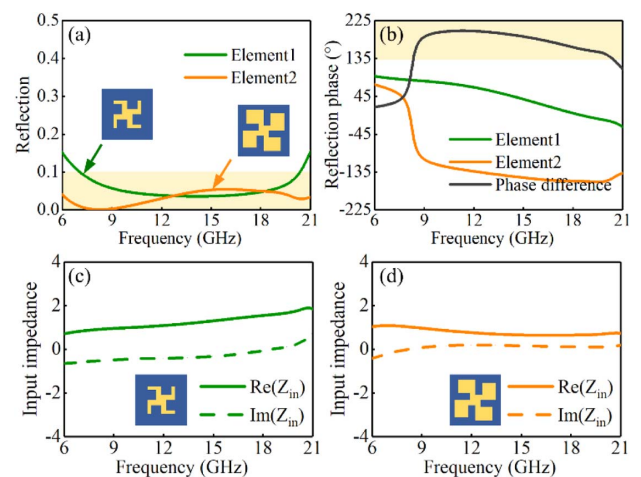 (a)
Element1
Element2
Reflection
0.5
0.4
0.3
0.2
0.1
0.0
6 9 12 15 18 21
Frequency (GHz)
(b)
Reflection phase (°)
225
135
45
-45
-135
-225
Element1
Element2
Phase difference
6 9 12 15 18 21
Frequency (GHz)
(c)
Input impedance
4
2
0
-2
-4
Re(Zin)
Im(Zin)
6 9 12 15 18 21
Frequency (GHz)
(d)
Input impedance
4
2
0
-2
-4
Re(Zin)
Im(Zin)
6 9 12 15 18 21
Frequency (GHz)